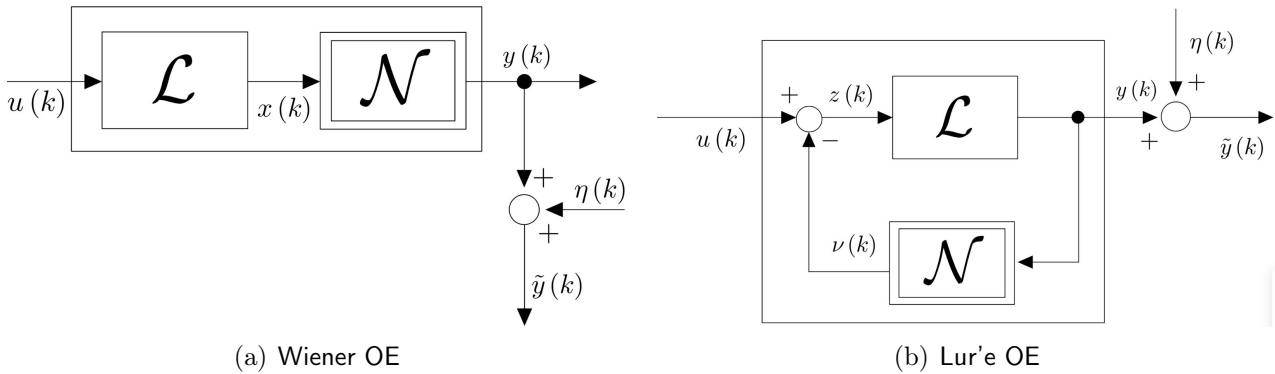 u (k)
ℒ
x (k)
𝒩
y (k)
+
η (k)
+
ỹ (k)
(a) Wiener OE
u (k)
+
−
z (k)
ℒ
y (k)
+
+
η (k)
ỹ (k)
ν (k)
𝒩
(b) Lur'e OE